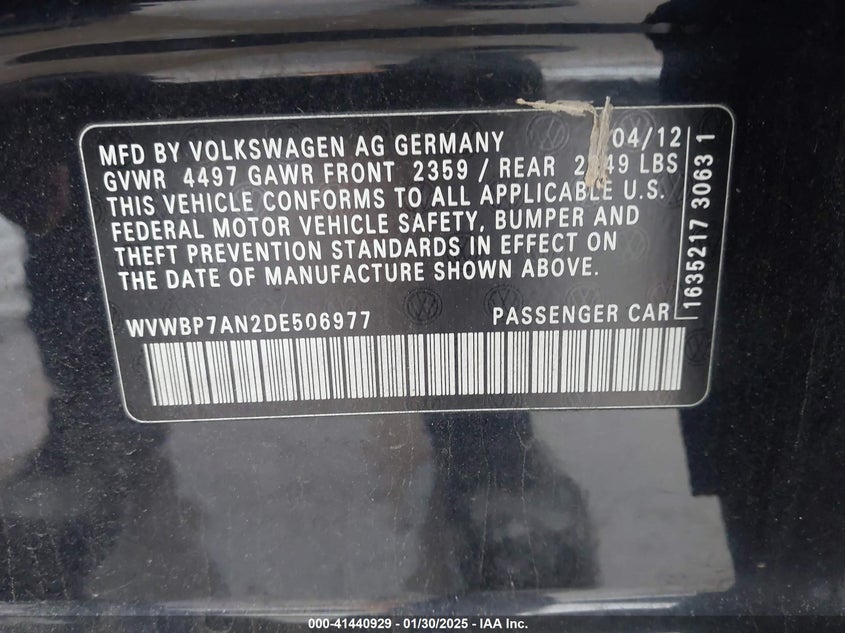 MFD BY VOLKSWAGEN AG GERMANY 04/12
GVWR 4497 GAWR FRONT 2359 / REAR 2249 LBS
THIS VEHICLE CONFORMS TO ALL APPLICABLE U.S.
FEDERAL MOTOR VEHICLE SAFETY, BUMPER AND
THEFT PREVENTION STANDARDS IN EFFECT ON
THE DATE OF MANUFACTURE SHOWN ABOVE.
WVWBP7AN2DE506977 PASSENGER CAR
1635217 3063 1
000-41440929 - 01/30/2025 - IAA Inc.